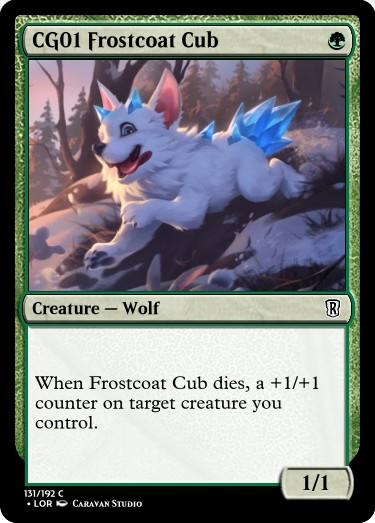 CG01 Frostcoat Cub
Creature — Wolf
R
When Frostcoat Cub dies, a +1/+1
counter on target creature you
control.
1/1
131/192 C
• LOR Caravan Studio